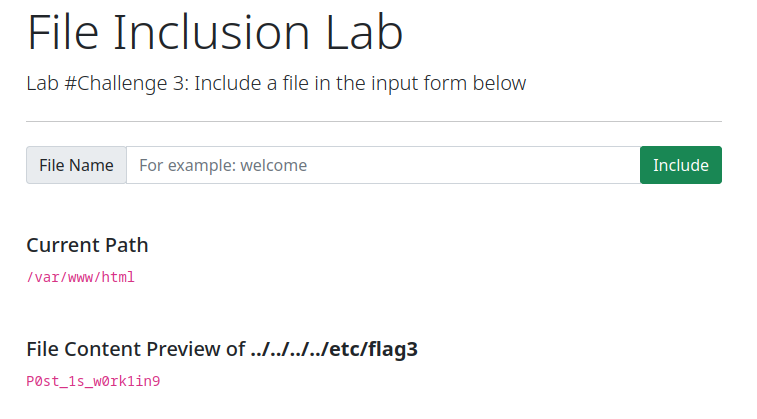 File Inclusion Lab
Lab #Challenge 3: Include a file in the input form below
File Name For example: welcome Include
Current Path
/var/www/html
File Content Preview of ../../../../etc/flag3
P0st_1s_w0rk1in9